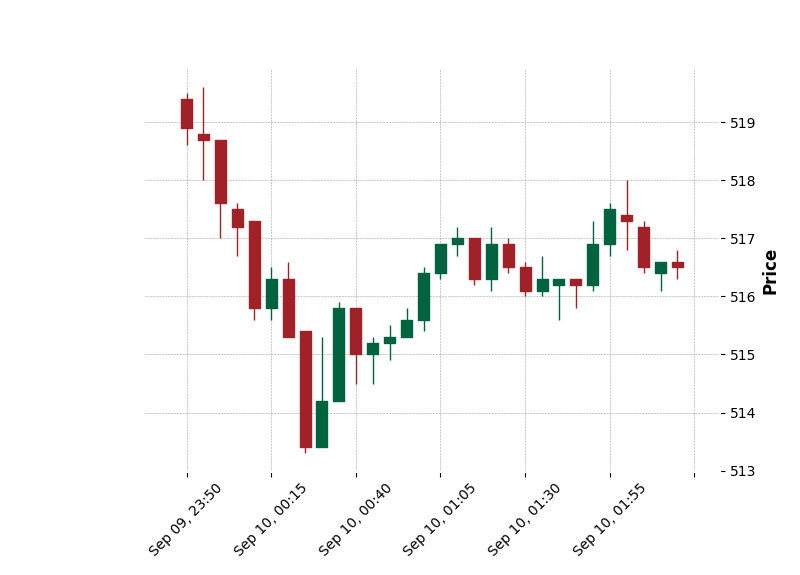 519
518
517
516
515
514
513
Price
Sep 09, 23:50
Sep 10, 00:15
Sep 10, 00:40
Sep 10, 01:05
Sep 10, 01:30
Sep 10, 01:55